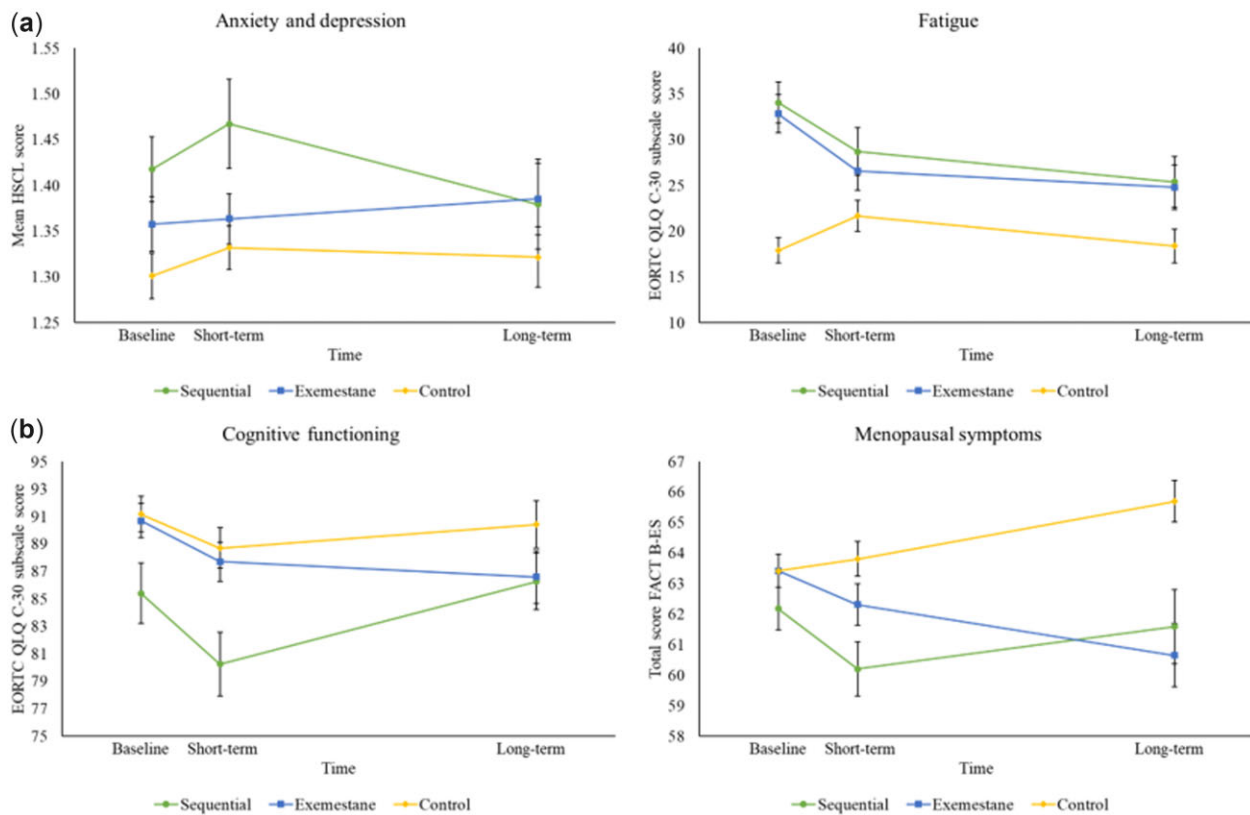 (a)
Anxiety and depression
1.55
1.50
1.45
1.40
1.35
1.30
1.25
Mean HSCL score
Baseline Short-term Long-term
Time
Sequential Exemestane Control
Fatigue
40
35
30
25
20
15
10
EORTC QLQ C-30 subscale score
Baseline Short-term Long-term
Time
Sequential Exemestane Control
(b)
Cognitive functioning
95
93
91
89
87
85
83
81
79
77
75
EORTC QLQ C-30 subscale score
Baseline Short-term Long-term
Time
Sequential Exemestane Control
Menopausal symptoms
67
66
65
64
63
62
61
60
59
58
Total score FACT B-ES
Baseline Short-term Long-term
Time
Sequential Exemestane Control